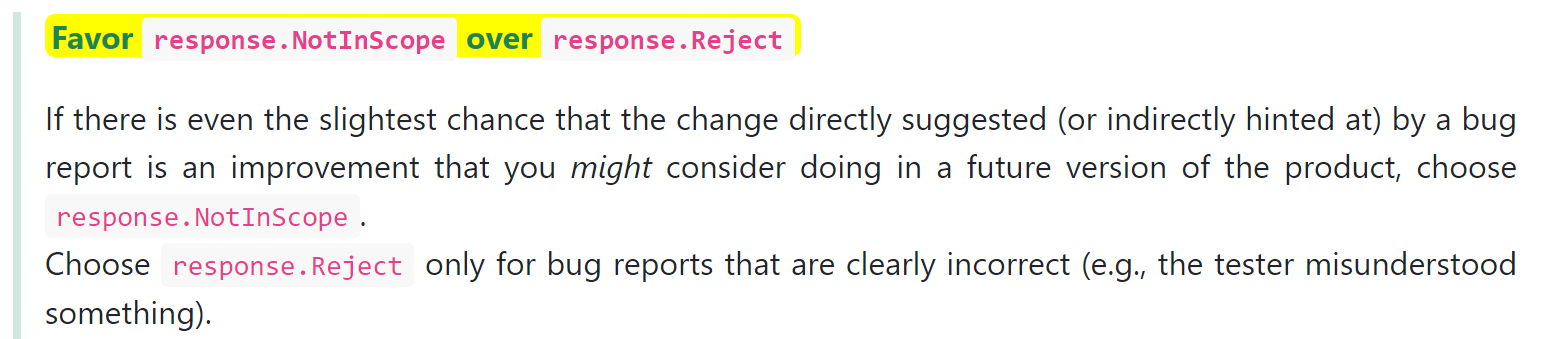 Favor response.NotInScope over response.Reject
If there is even the slightest chance that the change directly suggested (or indirectly hinted at) by a bug
report is an improvement that you might consider doing in a future version of the product, choose
response.NotInScope.
Choose response.Reject only for bug reports that are clearly incorrect (e.g., the tester misunderstood
something).